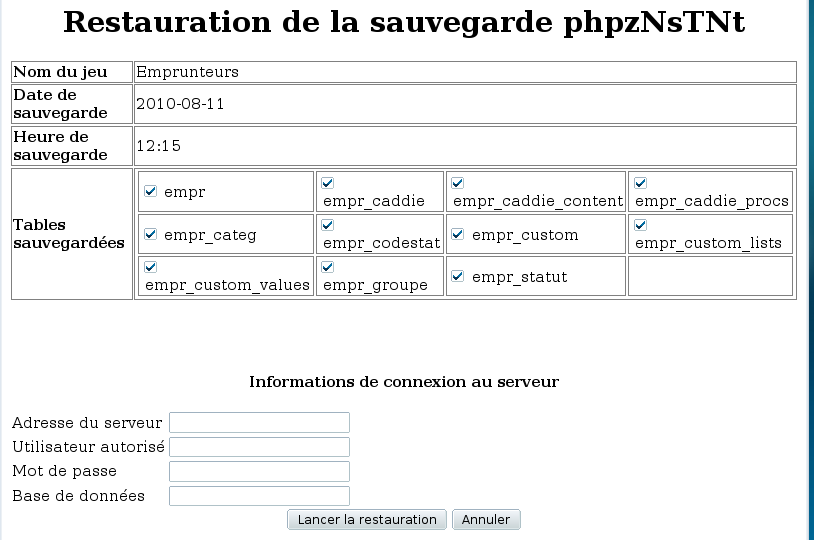 Restauration de la sauvegarde phpzNsTNt
Nom du jeu Emprunteurs
Date de
sauvegarde 2010-08-11
Heure de
sauvegarde 12:15
Tables
sauvegardées
empr empr_caddie empr_caddie_content empr_caddie_procs
empr_categ empr_codestat empr_custom empr_custom_lists
empr_custom_values empr_groupe empr_statut
Informations de connexion au serveur
Adresse du serveur
Utilisateur autorisé
Mot de passe
Base de données
Lancer la restauration Annuler